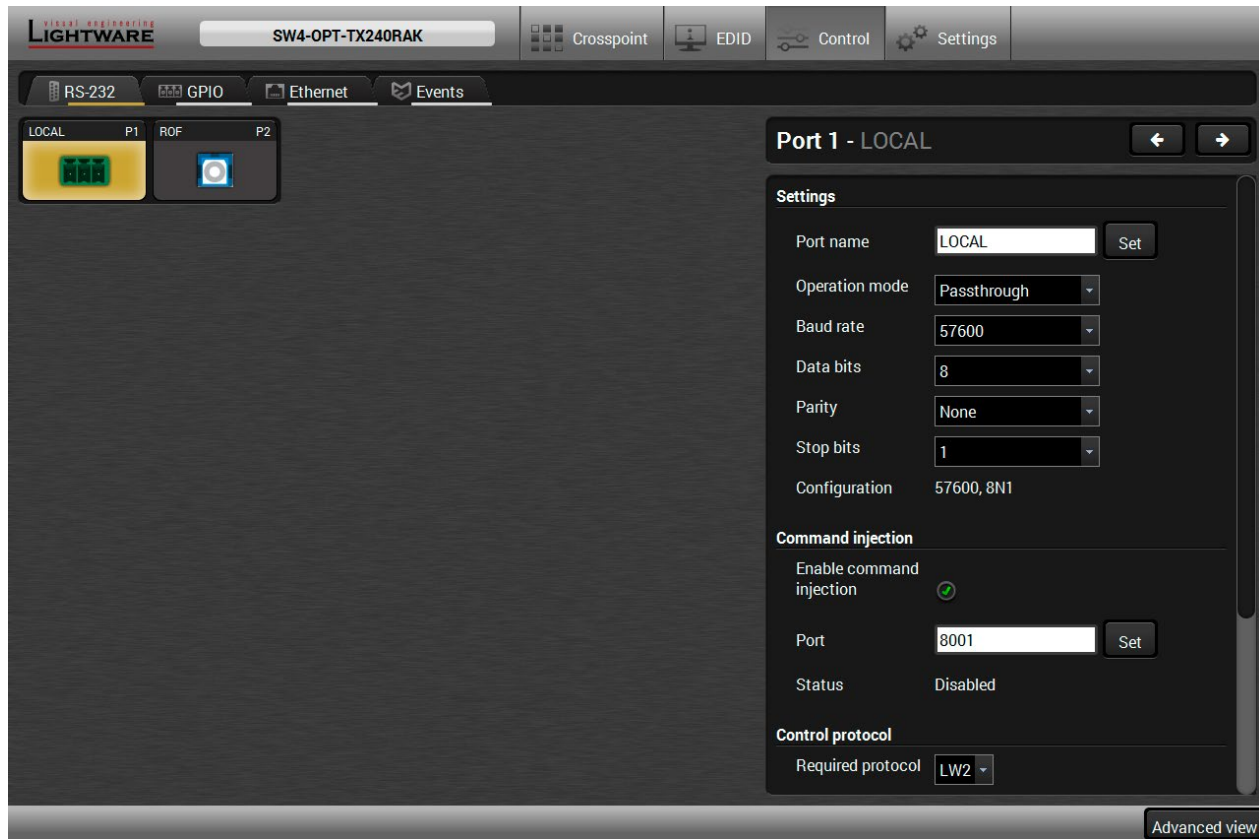 visual engineering
LIGHTWARE
SW4-OPT-TX240RAK
Crosspoint
EDID
Control
Settings
RS-232
GPIO
Ethernet
Events
LOCAL P1
ROF P2
Port 1 - LOCAL
Settings
Port name LOCAL Set
Operation mode Passthrough
Baud rate 57600
Data bits 8
Parity None
Stop bits 1
Configuration 57600, 8N1
Command injection
Enable command
injection
Port 8001 Set
Status Disabled
Control protocol
Required protocol LW2
Advanced view